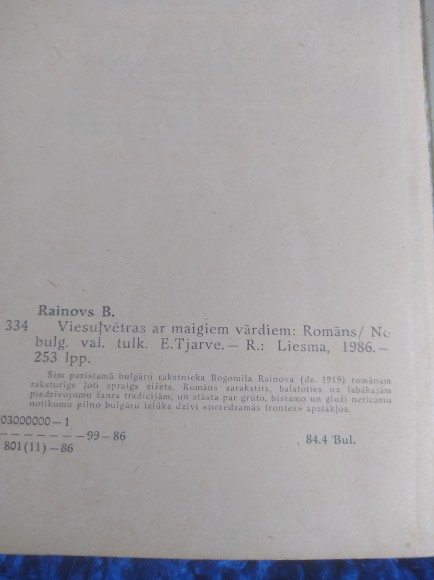 Rainovs B.
334 Viesuļvētras ar maigiem vārdiem: Romāns/ No
bulg. val. tulk. E.Tjarve.— R.: Liesma, 1986.—
253 lpp.
Šim pazīstamā bulgāru rakstnieka Bogomila Rainova (dz. 1919) romānam
raksturīgs ļoti spraigs sižets. Romāns sarakstīts, balstoties uz labākajām
piedzīvojumu žanra tradīcijām, un stāsta par grūto, bīstamo un gluži neticamu
notikumu pilno bulgāru izlūka dzīvi «neredzamās frontes» apstākļos.
03000000—1
—99—86 84.4 Bul.
801(11)—86